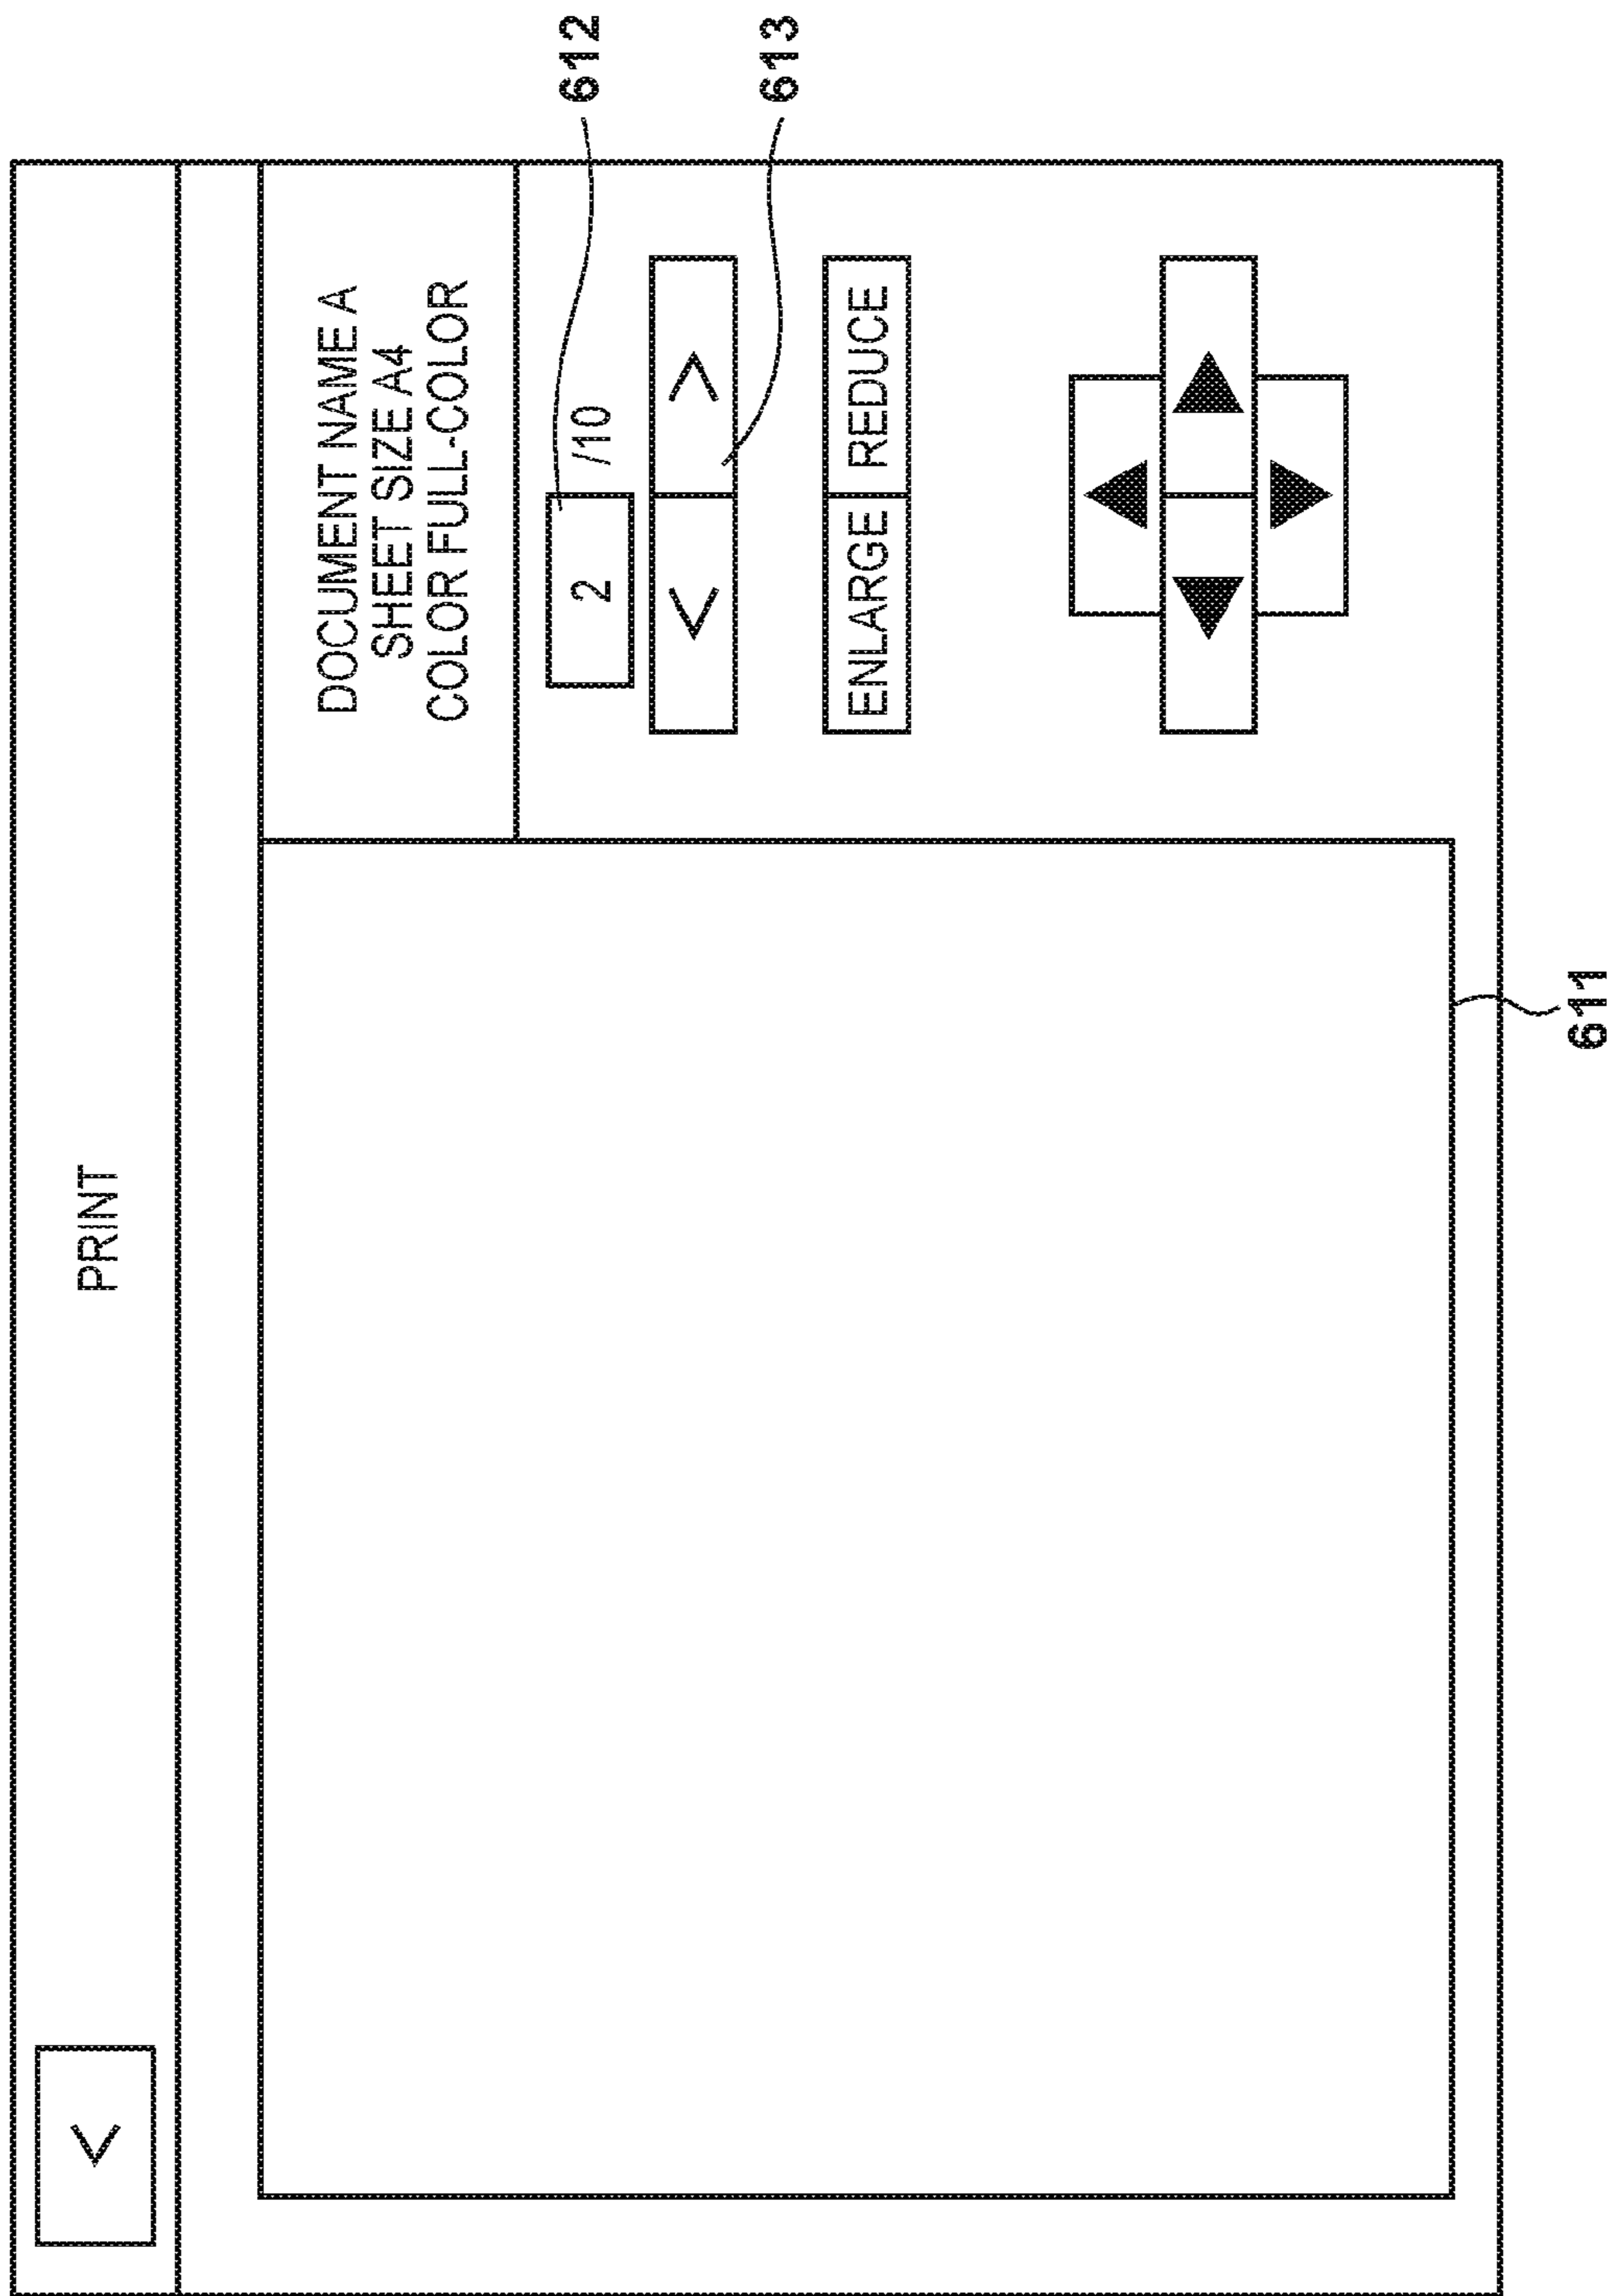 PRINT
<
DOCUMENT NAME A
SHEET SIZE A4
COLOR FULL-COLOR
2 /10
< >
ENLARGE REDUCE
611
612
613